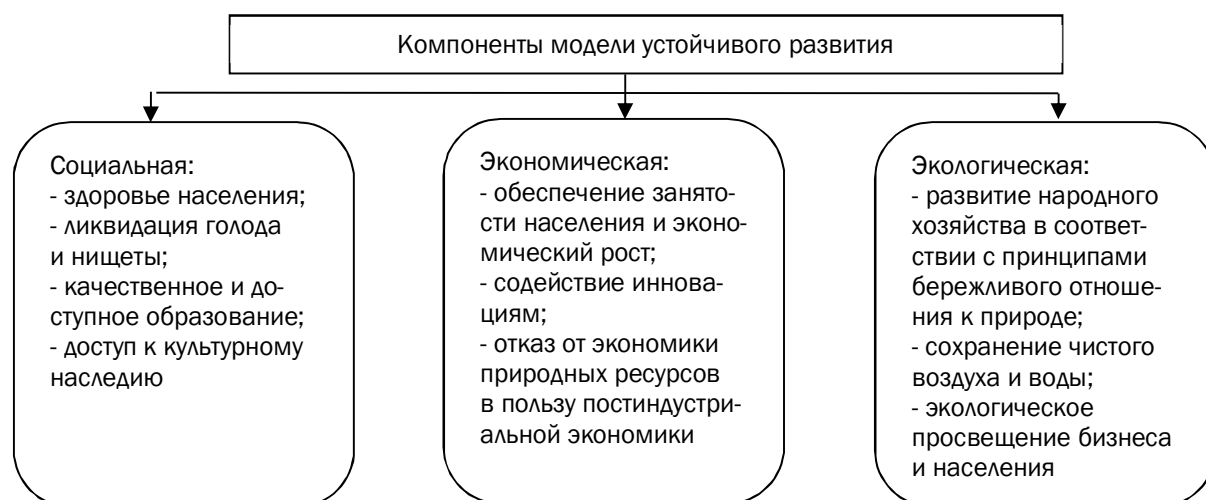 Компоненты модели устойчивого развития
Социальная:
- здоровье населения;
- ликвидация голода
и нищеты;
- качественное и до-
ступное образование;
- доступ к культурному
наследию
Экономическая:
- обеспечение занято-
сти населения и эконо-
мический рост;
- содействие иннова-
циям;
- отказ от экономики
природных ресурсов
в пользу постиндустри-
альной экономики
Экологическая:
- развитие народного
хозяйства в соответ-
ствии с принципами
бережливого отноше-
ния к природе;
- сохранение чистого
воздуха и воды;
- экологическое
просвещение бизнеса
и населения